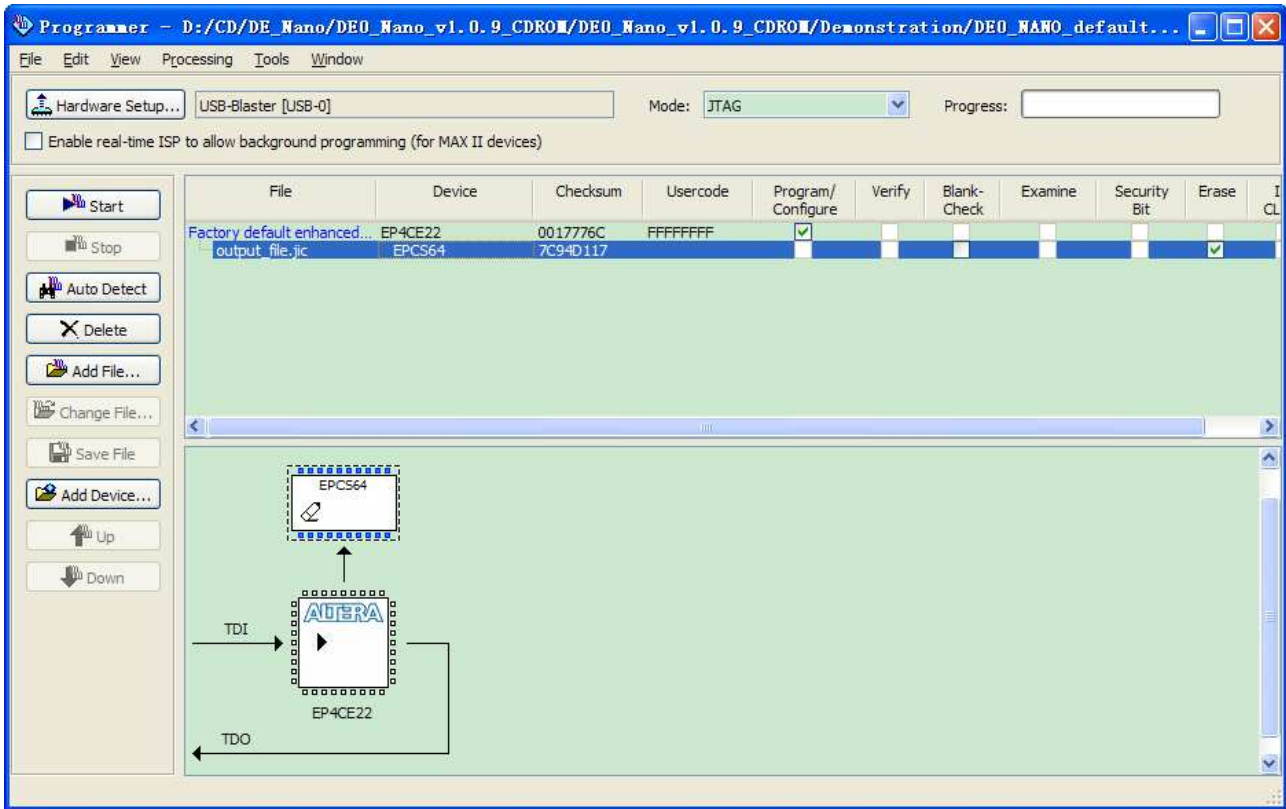 Programmer - D:/CD/DE_Nano/DE0_Nano_v1.0.9_CDROM/DE0_Nano_v1.0.9_CDROM/Demonstration/DE0_NANO_default...
File Edit View Processing Tools Window
Hardware Setup... USB-Blaster [USB-0] Mode: JTAG Progress:
Enable real-time ISP to allow background programming (for MAX II devices)
Start
Stop
Auto Detect
Delete
Add File...
Change File...
Save File
Add Device...
Up
Down
File Device Checksum Usercode Program/ Verify Blank- Examine Security Erase I
Configure Check Bit CL
Factory default enhanced... EP4CE22 0017776C FFFFFFFF
output_file.jic EPCS64 7C94D117
EPCS64
ALTERA
TDI
EP4CE22
TDO